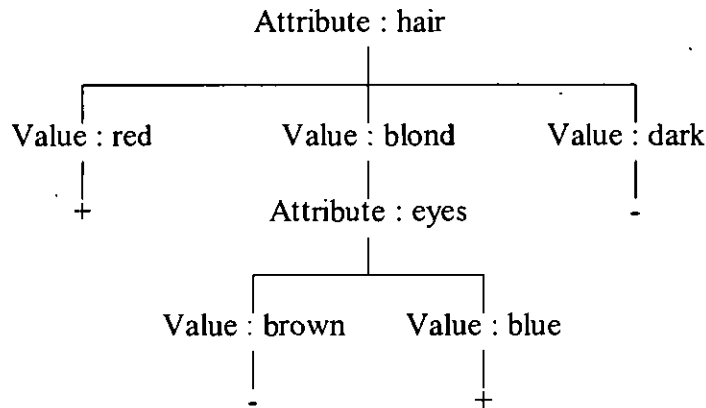 Attribute : hair
Value : red Value : blond Value : dark
+ Attribute : eyes -
Value : brown Value : blue
- +